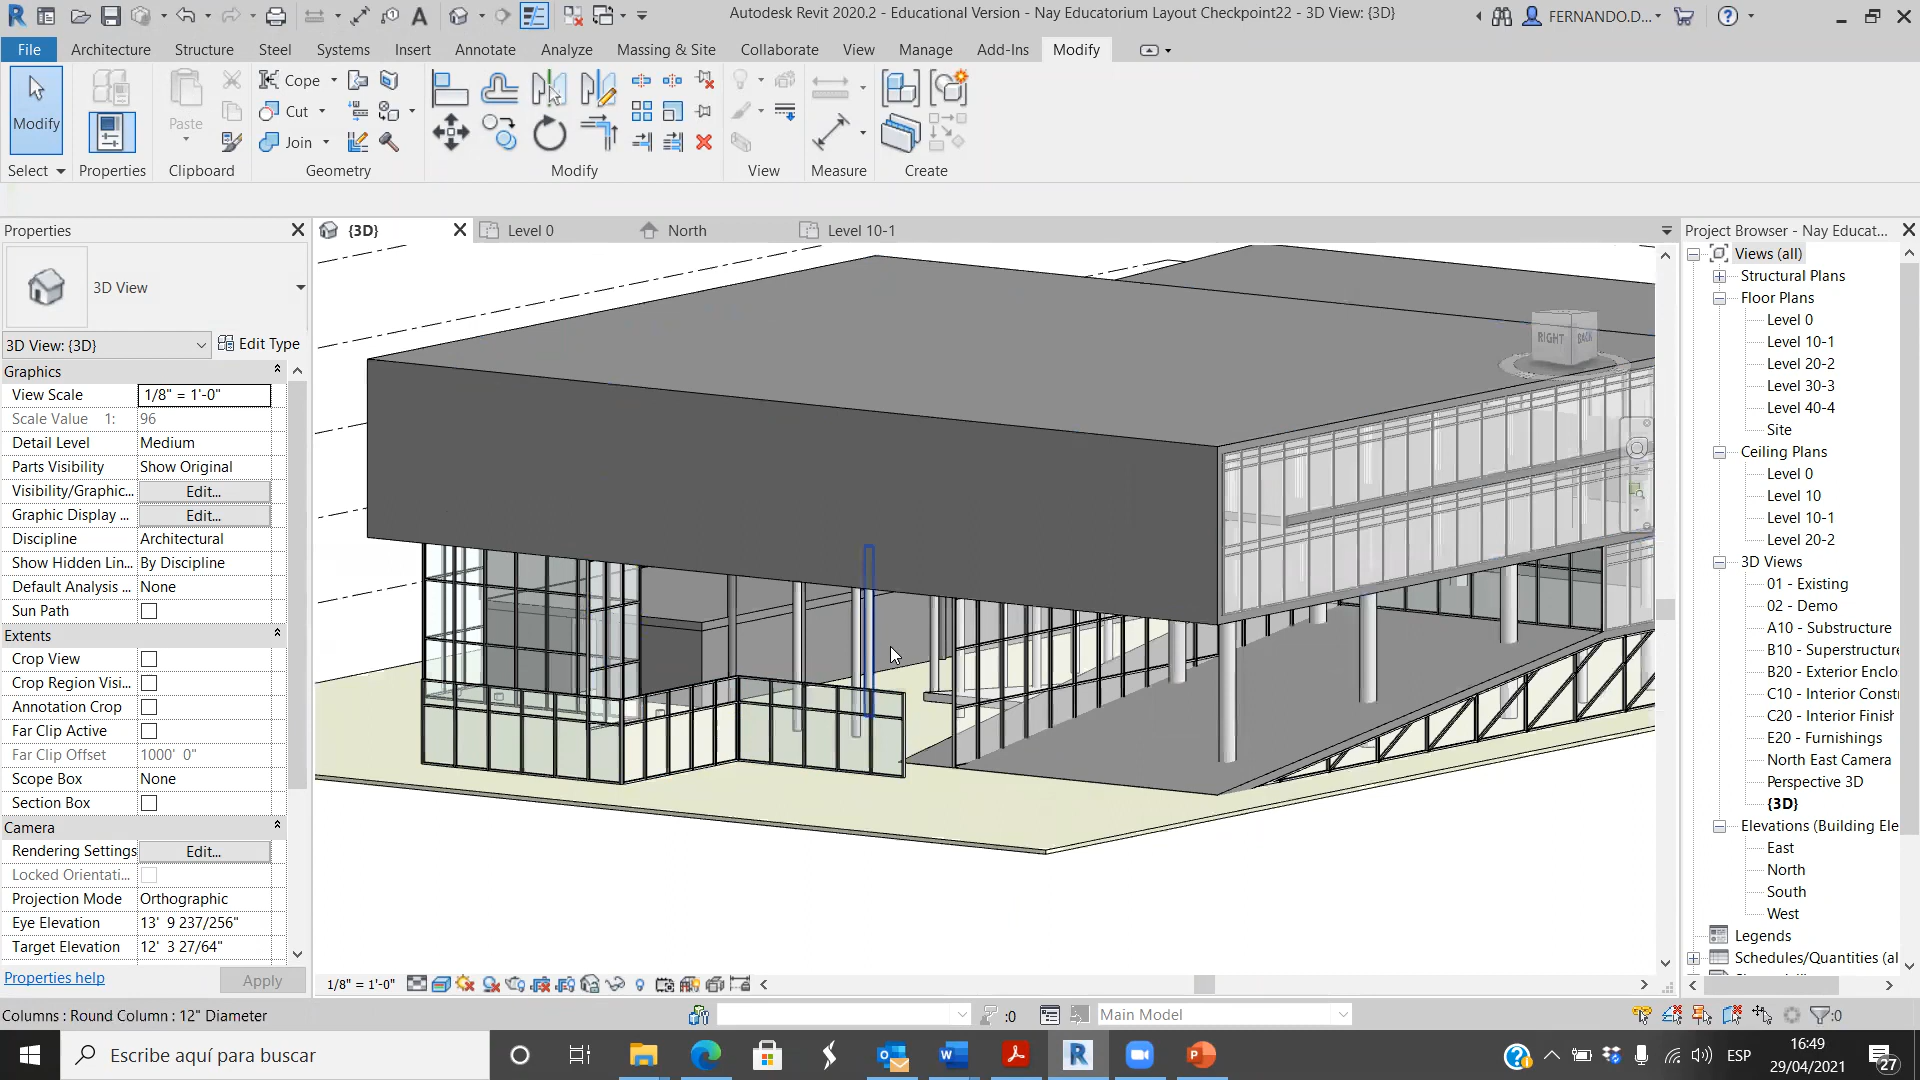 Autodesk Revit 2020.2 - Educational Version - Nay Educatorium Layout Checkpoint22 - 3D View: {3D}
FERNANDO.D...
File Architecture Structure Steel Systems Insert Annotate Analyze Massing & Site Collaborate View Manage Add-Ins Modify
Modify
Paste
Cope
Cut
Join
Select Properties Clipboard Geometry Modify View Measure Create
Properties
{3D} Level 0 North Level 10-1
Project Browser - Nay Educat...
3D View
3D View: {3D} Edit Type
Graphics
View Scale 1/8" = 1'-0"
Scale Value 1: 96
Detail Level Medium
Parts Visibility Show Original
Visibility/Graphic... Edit...
Graphic Display ... Edit...
Discipline Architectural
Show Hidden Lin... By Discipline
Default Analysis ... None
Sun Path
Extents
Crop View
Crop Region Visi...
Annotation Crop
Far Clip Active
Far Clip Offset 1000' 0"
Scope Box None
Section Box
Camera
Rendering Settings Edit...
Locked Orientati...
Projection Mode Orthographic
Eye Elevation 13' 9 237/256"
Target Elevation 12' 3 27/64"
Properties help Apply
RIGHT BACK
Views (all)
Structural Plans
Floor Plans
Level 0
Level 10-1
Level 20-2
Level 30-3
Level 40-4
Site
Ceiling Plans
Level 0
Level 10
Level 10-1
Level 20-2
3D Views
01 - Existing
02 - Demo
A10 - Substructure
B10 - Superstructure
B20 - Exterior Enclo
C10 - Interior Const
C20 - Interior Finish
E20 - Furnishings
North East Camera
Perspective 3D
{3D}
Elevations (Building Ele
East
North
South
West
Legends
Schedules/Quantities (al
1/8" = 1'-0"
Columns : Round Column : 12" Diameter
:0
Main Model
:0
Escribe aquí para buscar
ESP
16:49
29/04/2021
27